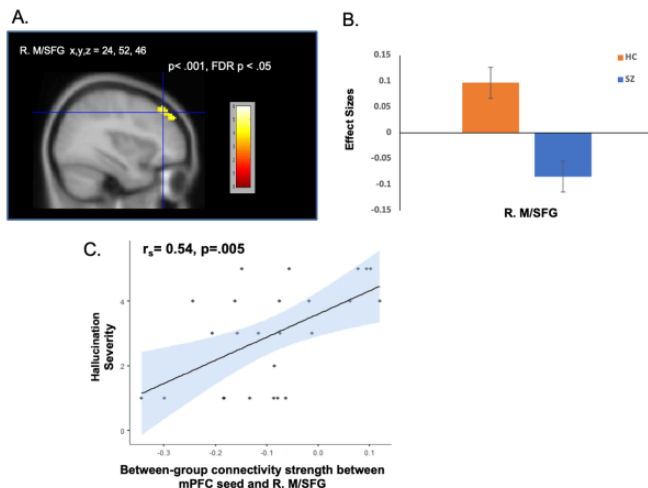 A.
R. M/SFG x,y,z = 24, 52, 46
p< .001, FDR p < .05
B.
0.15
0.1
0.05
0
-0.05
-0.1
-0.15
Effect Sizes
HC
SZ
R. M/SFG
C.
rs= 0.54, p=.005
Hallucination
Severity
4
2
0
-0.3
-0.2
-0.1
0.0
0.1
Between-group connectivity strength between
mPFC seed and R. M/SFG